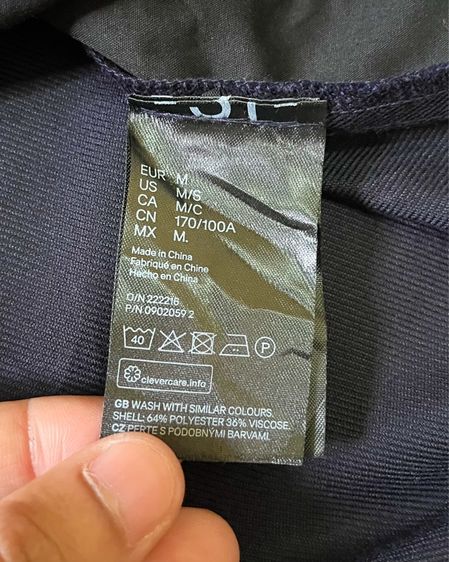 EUR M
US M/S
CA M/C
CN 170/100A
MX M.
Made in China
Fabriqué en Chine
Hecho en China
O/N 222216
P/N 0902059 2
40 P
clevercare.info
GB WASH WITH SIMILAR COLOURS.
SHELL: 64% POLYESTER 36% VISCOSE.
CZ PERTE S PODOBNÝMI BARVAMI.